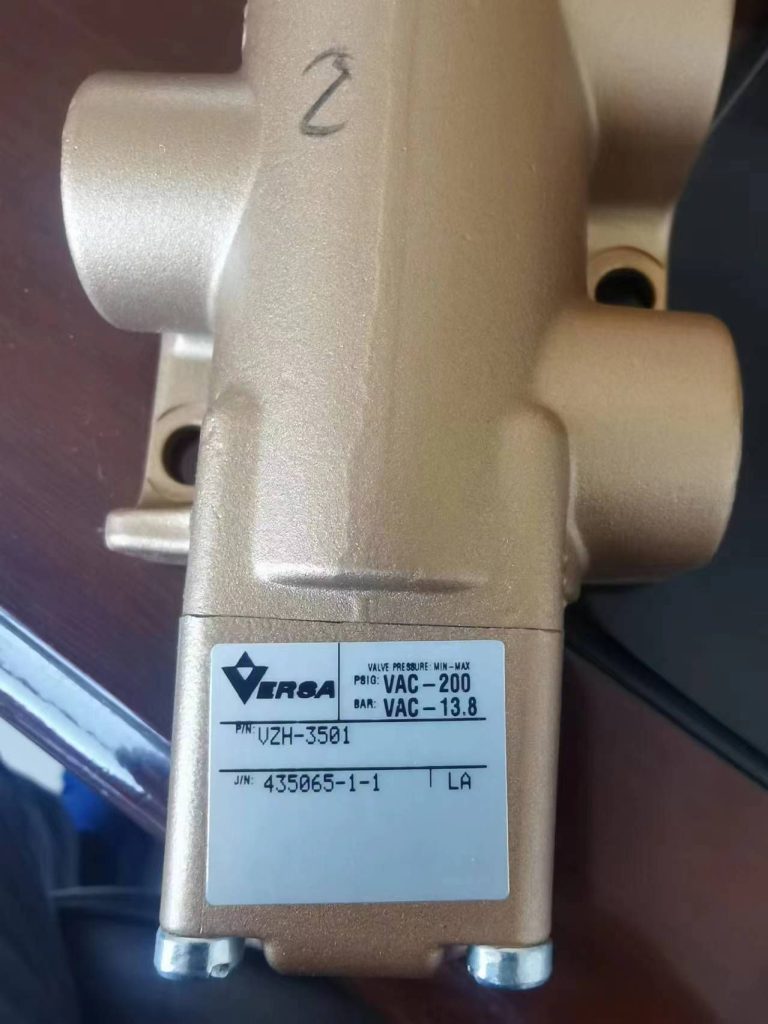 2
VERSA
VALVE PRESSURE: MIN-MAX
PSIG: VAC-200
BAR: VAC-13.8
P/N: VZH-3501
J/N: 435065-1-1 LA